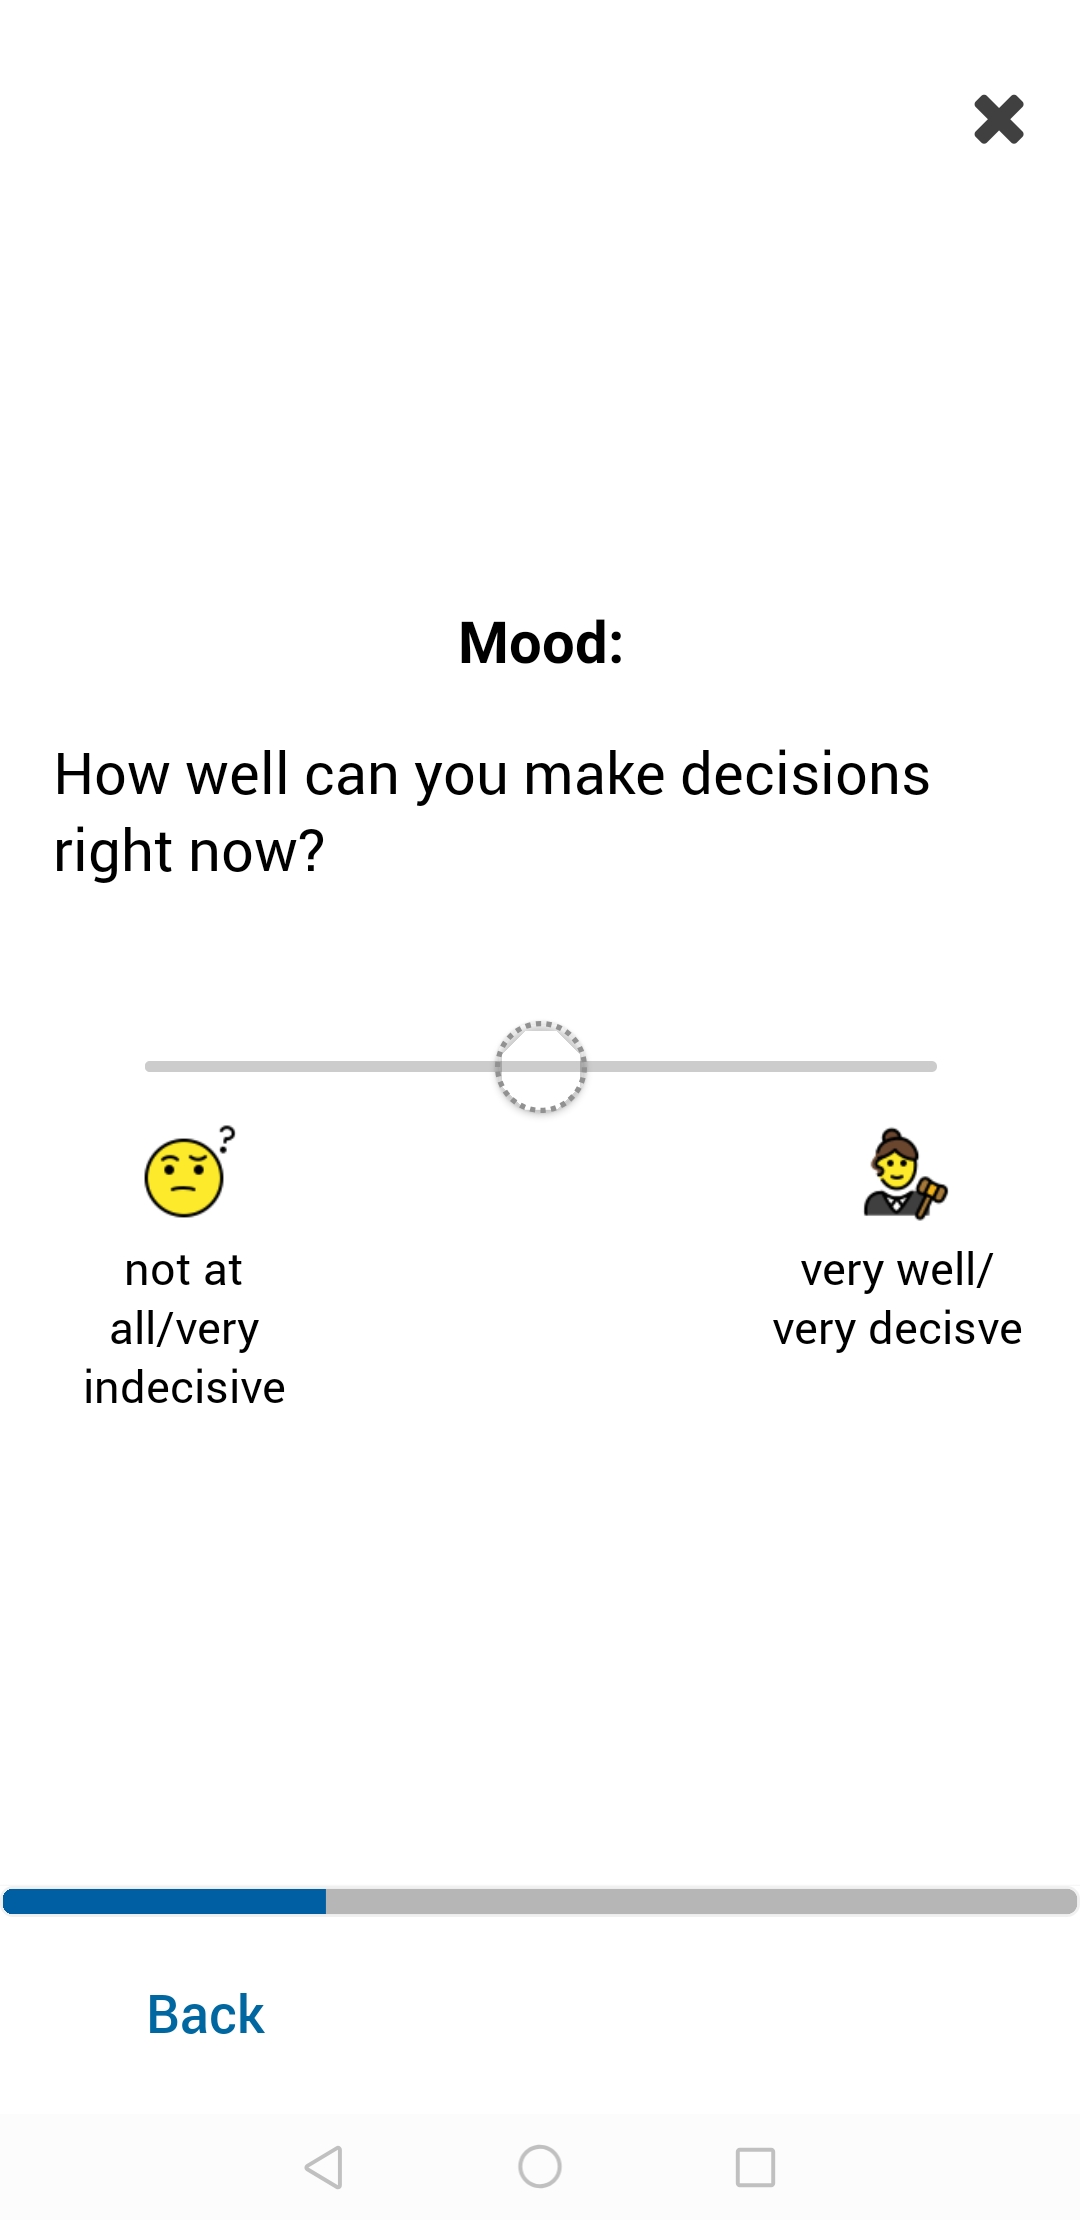 Mood:
How well can you make decisions
right now?
?
not at
all/very
indecisive
very well/
very decisve
Back